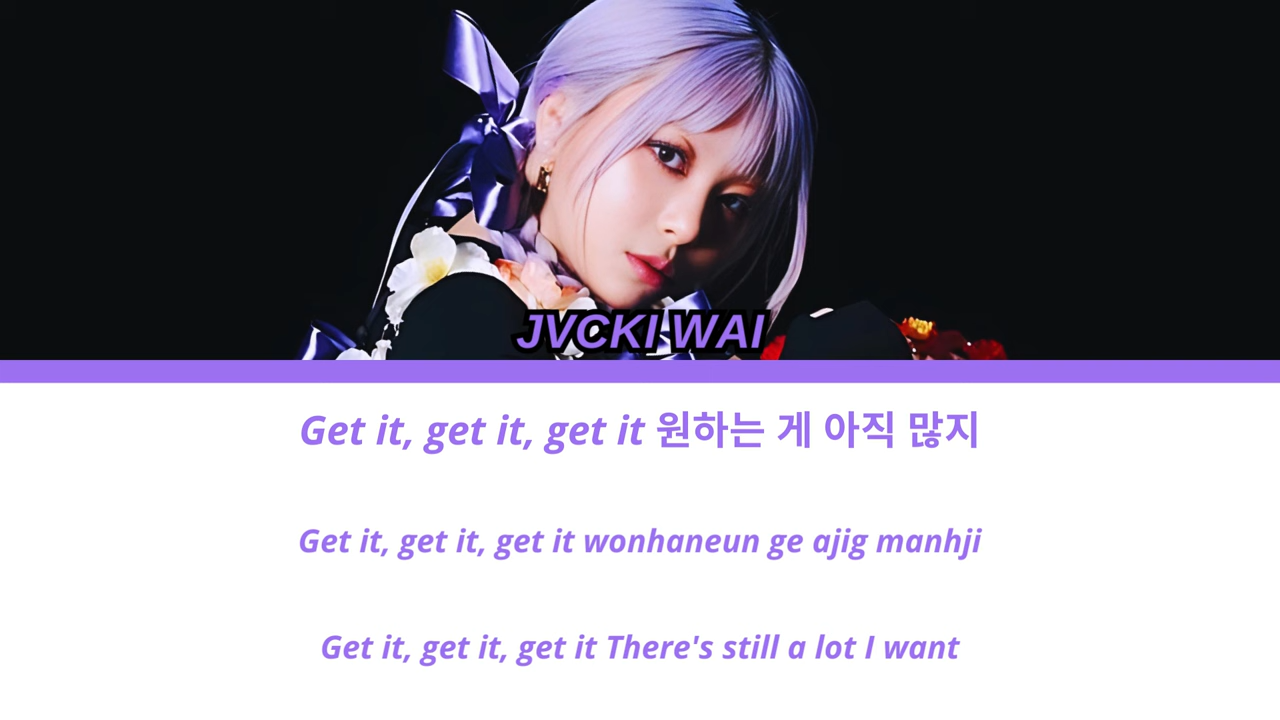 JVCKI WAI
Get it, get it, get it 원하는 게 아직 많지
Get it, get it, get it wonhaneun ge ajig manhji
Get it, get it, get it There's still a lot I want